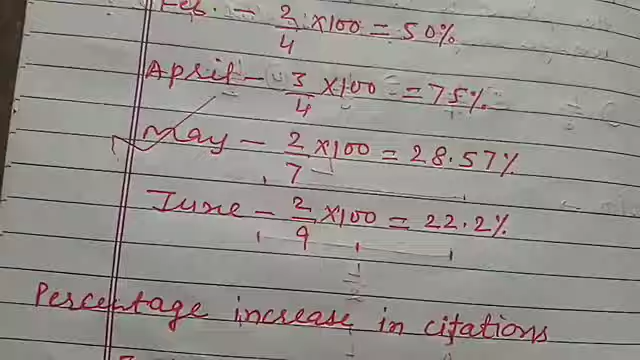 Feb. - 2/4 x100 = 50%
April - 3/4 x100 = 75%
May - 2/7 x100 = 28.57%
June - 2/9 x100 = 22.2%
Percentage increase in citations